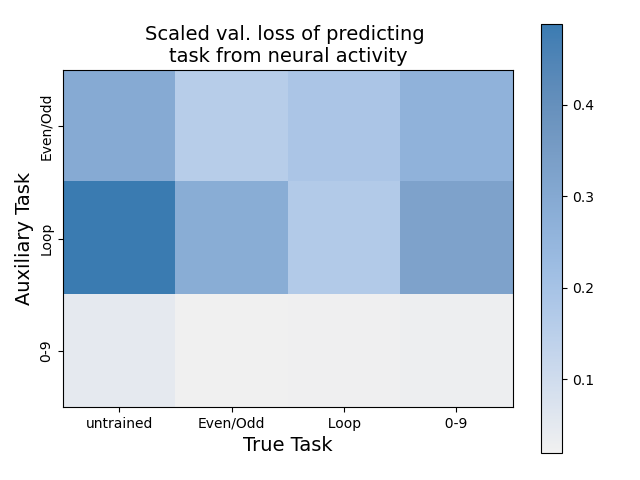 Scaled val. loss of predicting
task from neural activity
Auxiliary Task
Even/Odd
Loop
0-9
untrained
Even/Odd
Loop
0-9
True Task
0.4
0.3
0.2
0.1